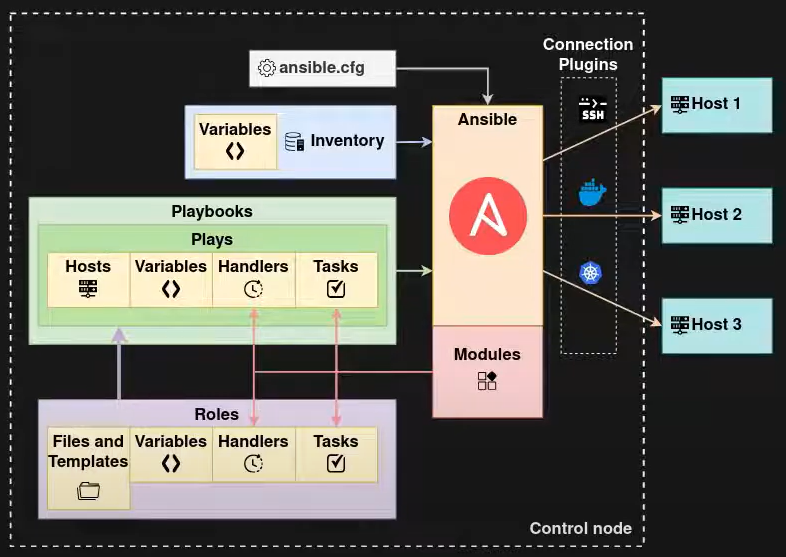 Connection
Plugins
ansible.cfg
SSH
Host 1
Variables
Inventory
Ansible
Playbooks
Plays
Hosts
Variables
Handlers
Tasks
Host 2
Host 3
Modules
Roles
Files and
Templates
Variables
Handlers
Tasks
Control node